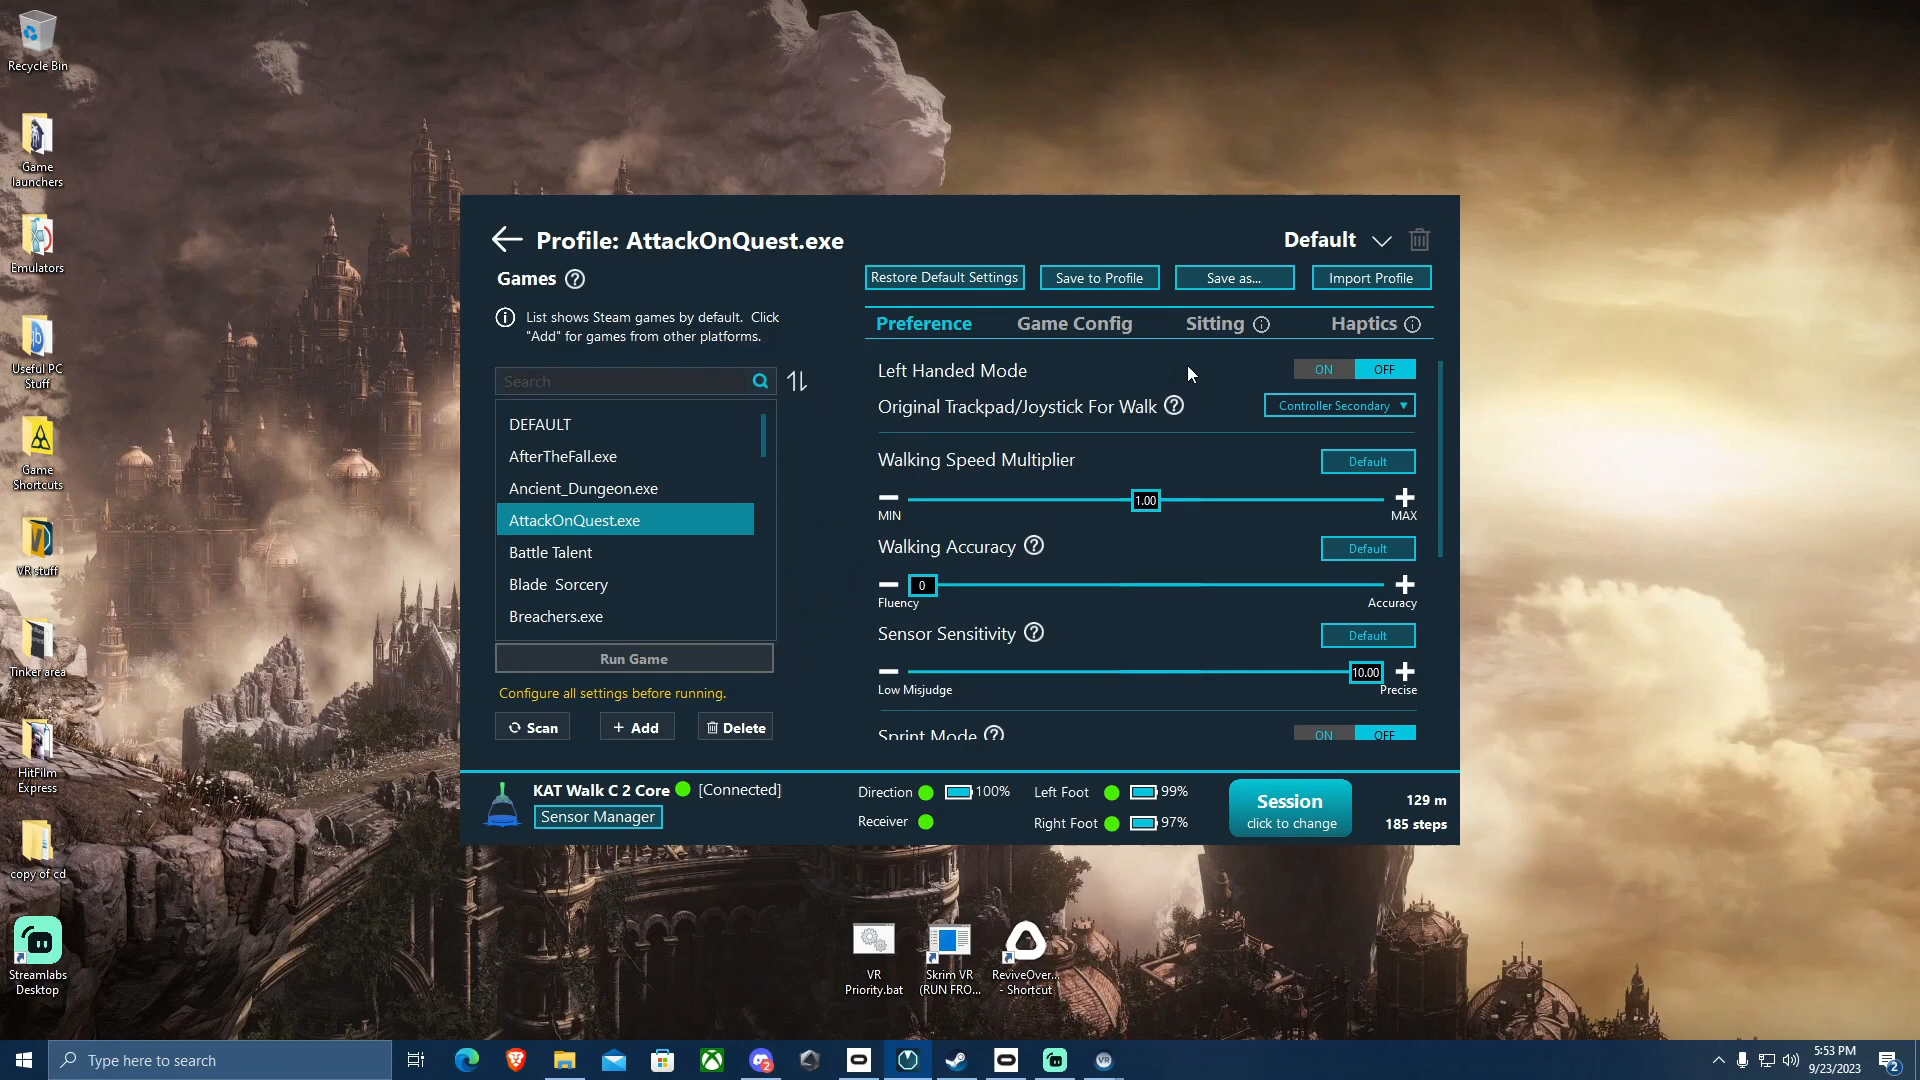 Recycle Bin
Game
launchers
Emulators
Useful PC
Stuff
Game
Shortcuts
VR stuff
Tinker area
HitFilm
Express
copy of cd
Streamlabs
Desktop
Profile: AttackOnQuest.exe
Default
Games
Restore Default Settings
Save to Profile
Save as...
Import Profile
List shows Steam games by default. Click
"Add" for games from other platforms.
Preference
Game Config
Sitting
Haptics
Search
DEFAULT
AfterTheFall.exe
Ancient_Dungeon.exe
AttackOnQuest.exe
Battle Talent
Blade Sorcery
Breachers.exe
Run Game
Configure all settings before running.
Scan
Add
Delete
Left Handed Mode
ON OFF
Original Trackpad/Joystick For Walk
Controller Secondary
Walking Speed Multiplier
Default
1.00
MIN MAX
Walking Accuracy
Default
0
Fluency Accuracy
Sensor Sensitivity
Default
10.00
Low Misjudge Precise
Sprint Mode
ON OFF
KAT Walk C 2 Core [Connected]
Sensor Manager
Direction 100%
Receiver
Left Foot 99%
Right Foot 97%
Session
click to change
129 m
185 steps
VR
Priority.bat
Skrim VR
(RUN FRO...
ReviveOver...
- Shortcut
Type here to search
2
VR
5:53 PM
9/23/2023
2